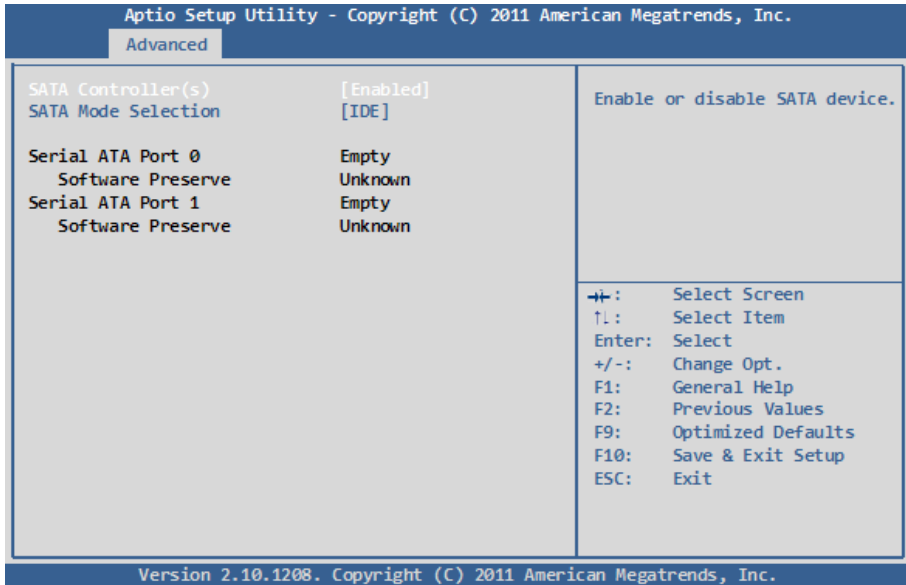 Aptio Setup Utility - Copyright (C) 2011 American Megatrends, Inc.
Advanced
SATA Controller(s) [Enabled]
SATA Mode Selection [IDE]
Serial ATA Port 0 Empty
Software Preserve Unknown
Serial ATA Port 1 Empty
Software Preserve Unknown
Enable or disable SATA device.
→←: Select Screen
↑↓: Select Item
Enter: Select
+/-: Change Opt.
F1: General Help
F2: Previous Values
F9: Optimized Defaults
F10: Save & Exit Setup
ESC: Exit
Version 2.10.1208. Copyright (C) 2011 American Megatrends, Inc.